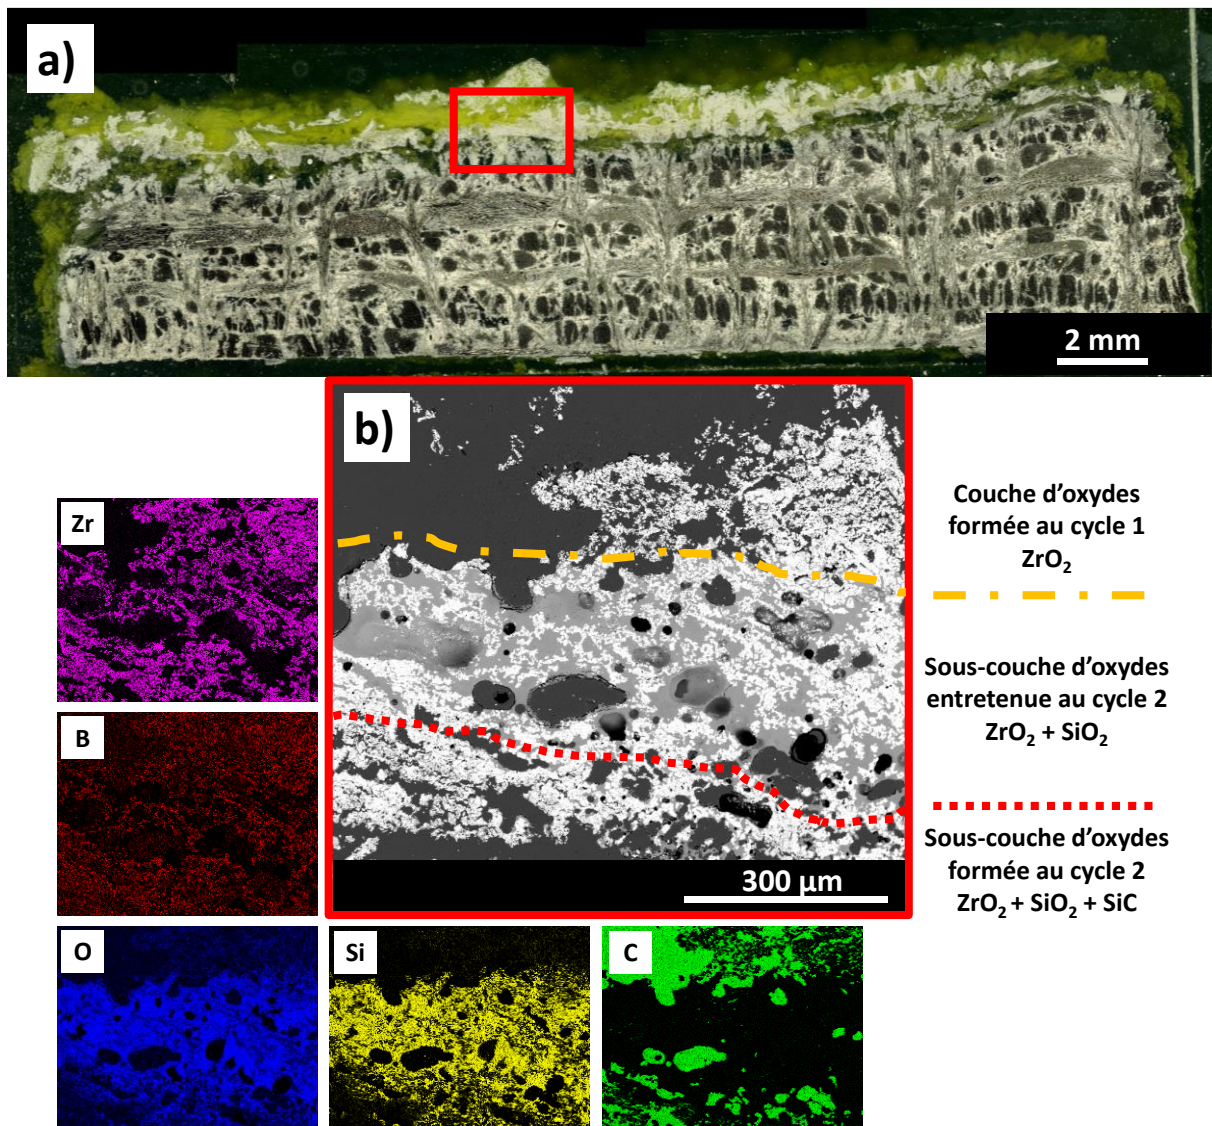 a)
2 mm
b)
Zr
B
O
Si
C
300 µm
Couche d'oxydes
formée au cycle 1
ZrO₂
Sous-couche d'oxydes
entretenue au cycle 2
ZrO₂ + SiO₂
Sous-couche d'oxydes
formée au cycle 2
ZrO₂ + SiO₂ + SiC